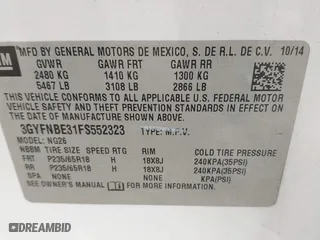 GM
MFD BY GENERAL MOTORS DE MEXICO, S. DE R.L. DE C.V. 10/14
GVWR GAWR FRT GAWR RR
2480 KG 1410 KG 1300 KG
5467 LB 3108 LB 2866 LB
THIS VEHICLE CONFORMS TO ALL APPLICABLE U.S. FEDERAL MOTOR
VEHICLE SAFETY, BUMPER, AND THEFT PREVENTION STANDARDS IN
EFFECT ON THE DATE OF MANUFACTURE SHOWN ABOVE.
3GYFNBE31FS552323 TYPE: M.P.V.
MODEL: NG26
NBBM TIRE SIZE SPEED RTG RIM COLD TIRE PRESSURE
FRT P235/65R18 H 18X8J 240KPA(35PSI)
RR P235/65R18 H 18X8J 240KPA(35PSI)
SPA NONE NONE KPA(PSI)
SEE OWNER'S MANUAL FOR ADDITIONAL INFORMATION.
DRIVEBIDRIVE